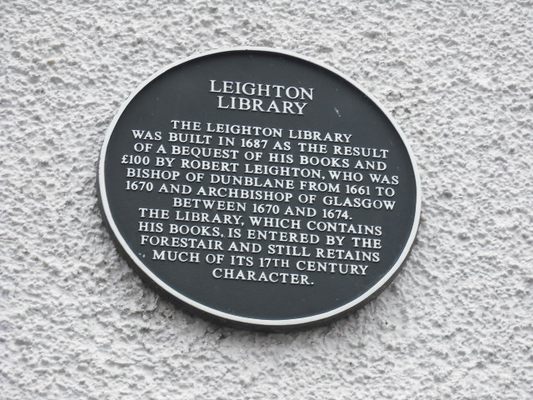 LEIGHTON
LIBRARY
THE LEIGHTON LIBRARY
WAS BUILT IN 1687 AS THE RESULT
OF A BEQUEST OF HIS BOOKS AND
£100 BY ROBERT LEIGHTON, WHO WAS
BISHOP OF DUNBLANE FROM 1661 TO
1670 AND ARCHBISHOP OF GLASGOW
BETWEEN 1670 AND 1674.
THE LIBRARY, WHICH CONTAINS
HIS BOOKS, IS ENTERED BY THE
FORESTAIR AND STILL RETAINS
MUCH OF ITS 17TH CENTURY
CHARACTER.